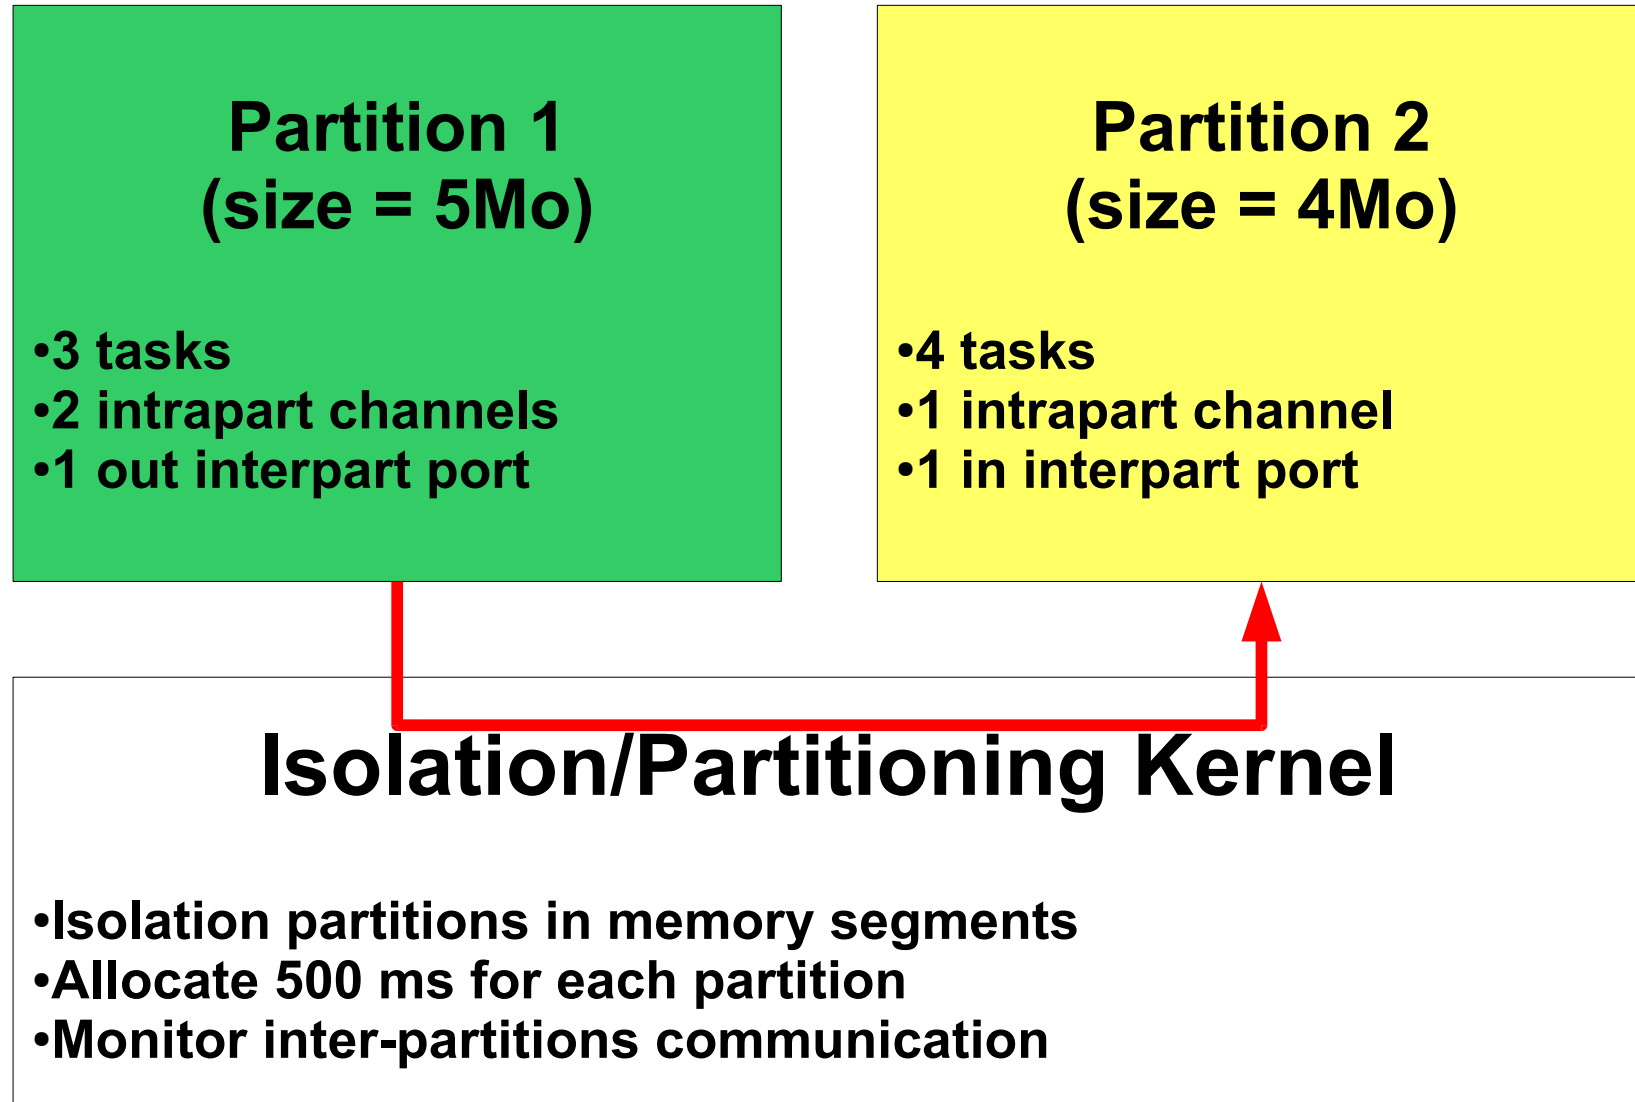 Partition 1
(size = 5Mo)
•3 tasks
•2 intrapart channels
•1 out interpart port
Partition 2
(size = 4Mo)
•4 tasks
•1 intrapart channel
•1 in interpart port
Isolation/Partitioning Kernel
•Isolation partitions in memory segments
•Allocate 500 ms for each partition
•Monitor inter-partitions communication